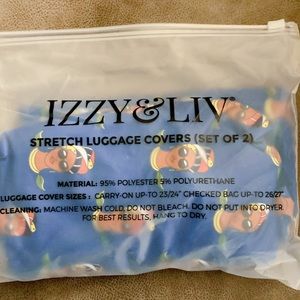 IZZY&LIV®
STRETCH LUGGAGE COVERS (SET OF 2)
MATERIAL: 95% POLYESTER 5% POLYURETHANE
LUGGAGE COVER SIZES : CARRY-ON UP-TO 23/24" CHECKED BAG UP-TO 26/27"
CLEANING: MACHINE WASH COLD, DO NOT BLEACH. DO NOT PUT INTO DRYER.
FOR BEST RESULTS, HANG TO DRY.